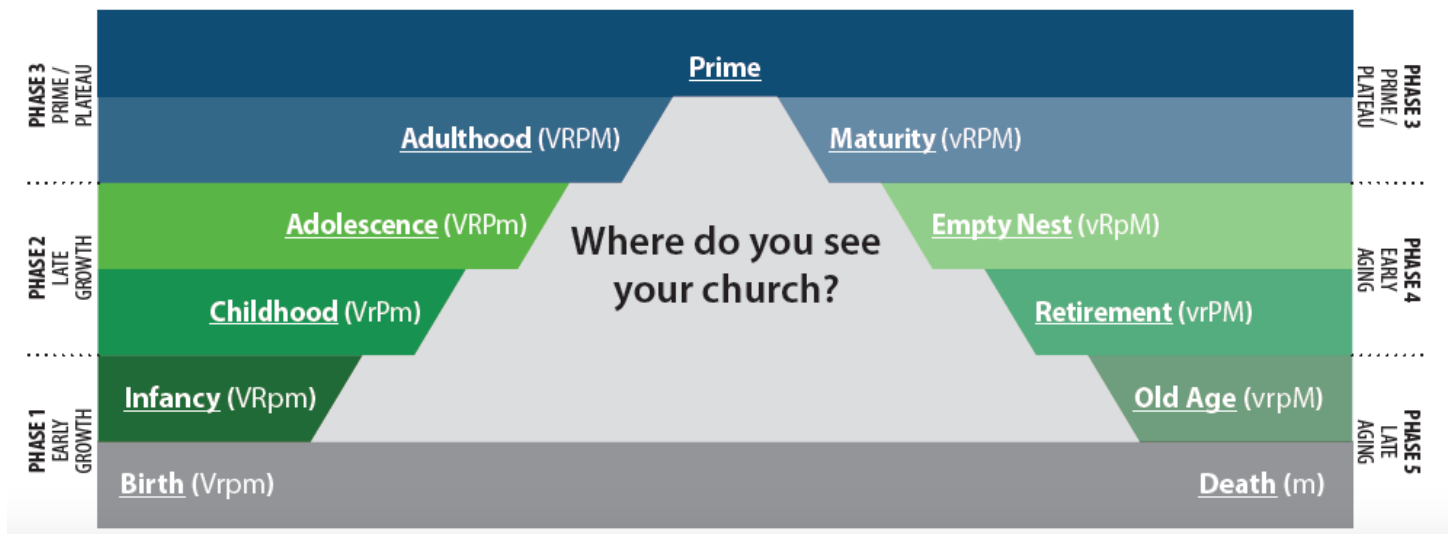 PHASE 3
PRIME /
PLATEAU
PHASE 3
PRIME /
PLATEAU
Prime
Adulthood (VRPM)
Maturity (vRPM)
PHASE 2
LATE
GROWTH
Adolescence (VRPm)
Where do you see
your church?
Empty Nest (vRpM)
PHASE 4
EARLY
AGING
Childhood (VrPm)
Retirement (vrPM)
PHASE 1
EARLY
GROWTH
Infancy (VRpm)
Old Age (vrpM)
PHASE 5
LATE
AGING
Birth (Vrpm)
Death (m)